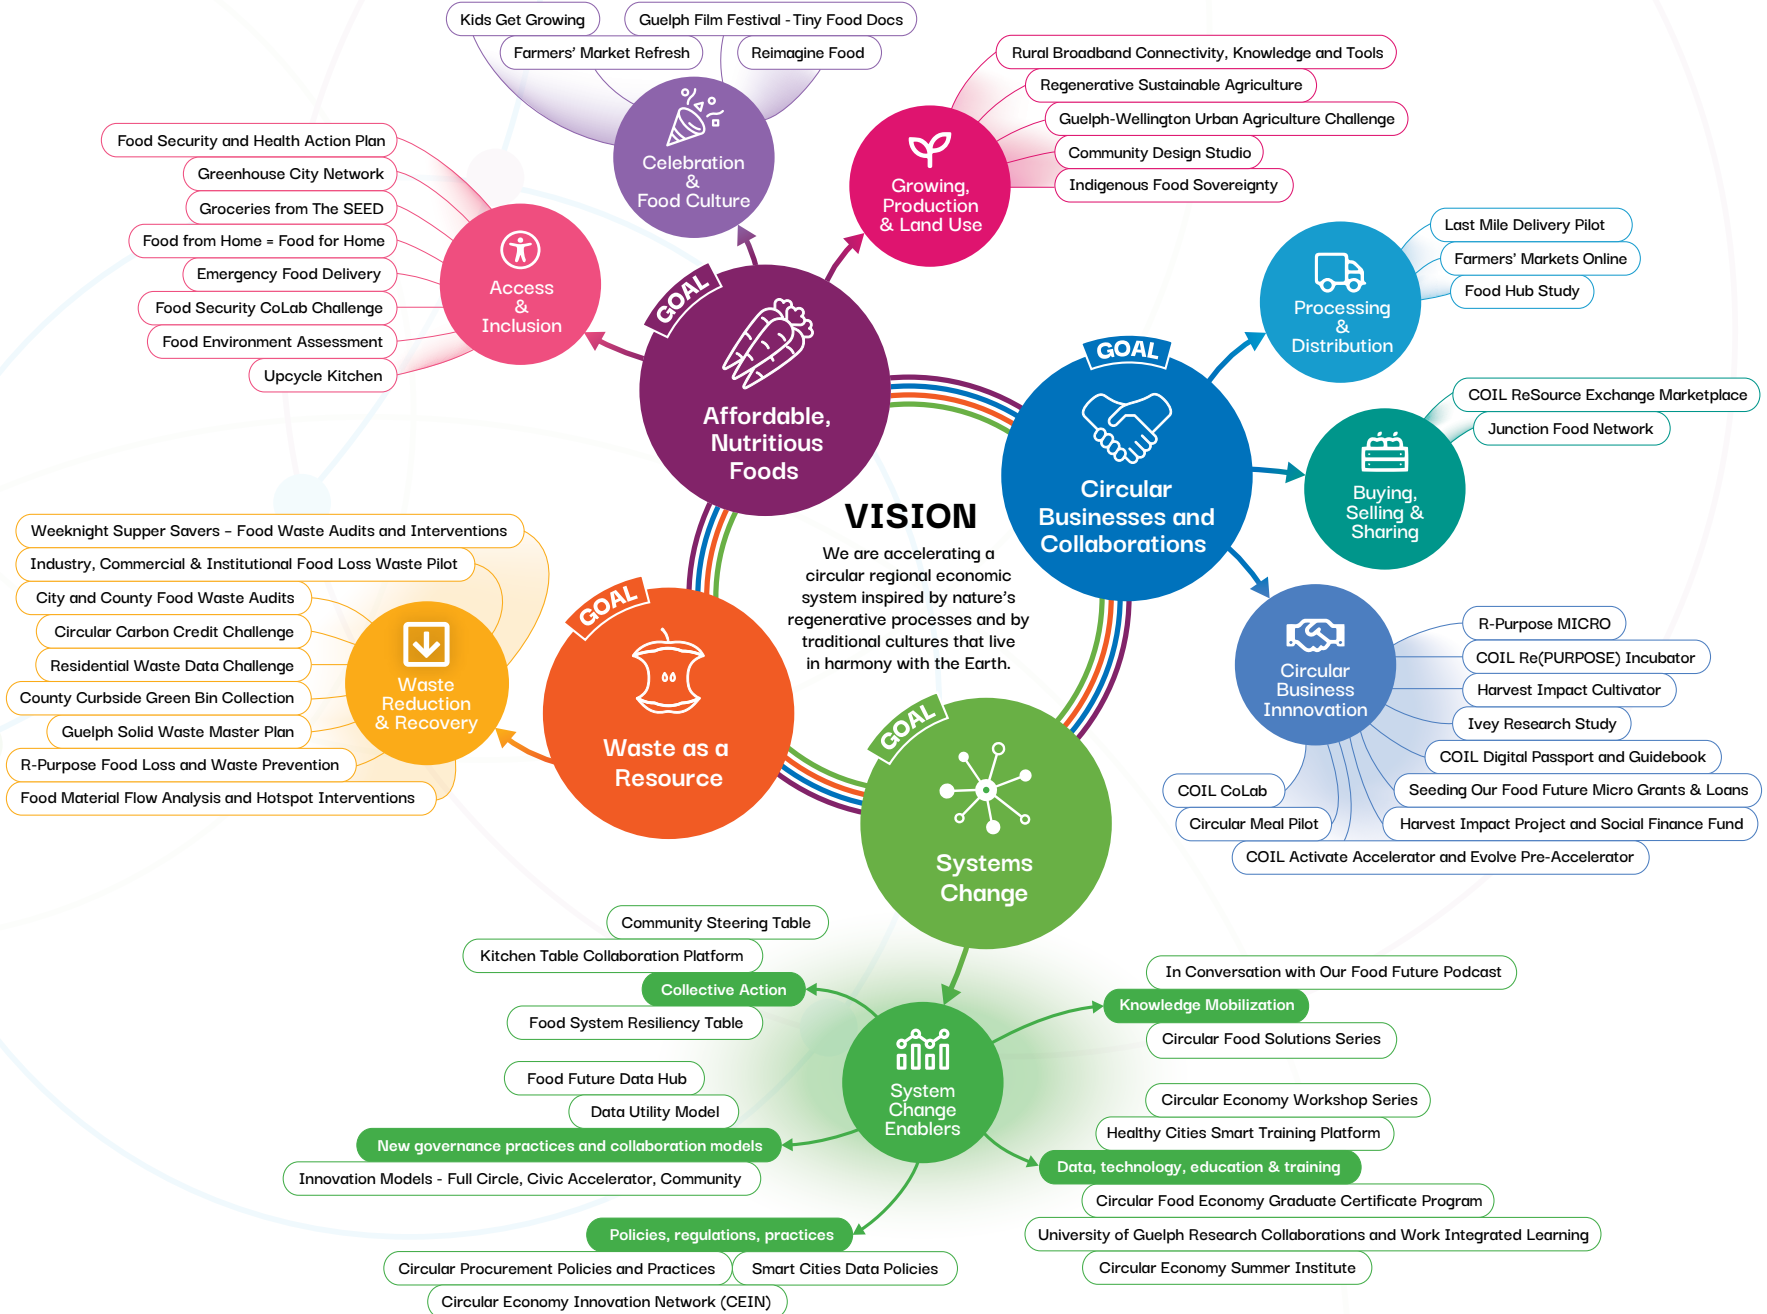 Kids Get Growing
Guelph Film Festival - Tiny Food Docs
Farmers' Market Refresh
Reimagine Food
Celebration
&
Food Culture
Rural Broadband Connectivity, Knowledge and Tools
Regenerative Sustainable Agriculture
Guelph-Wellington Urban Agriculture Challenge
Community Design Studio
Indigenous Food Sovereignty
Growing,
Production
& Land Use
Food Security and Health Action Plan
Greenhouse City Network
Groceries from The SEED
Food from Home = Food for Home
Emergency Food Delivery
Food Security CoLab Challenge
Food Environment Assessment
Upcycle Kitchen
Access
&
Inclusion
GOAL
Affordable,
Nutritious
Foods
Last Mile Delivery Pilot
Farmers' Markets Online
Food Hub Study
Processing
&
Distribution
GOAL
Circular
Businesses and
Collaborations
COIL ReSource Exchange Marketplace
Junction Food Network
Buying,
Selling &
Sharing
VISION
We are accelerating a
circular regional economic
system inspired by nature's
regenerative processes and by
traditional cultures that live
in harmony with the Earth.
Weeknight Supper Savers – Food Waste Audits and Interventions
Industry, Commercial & Institutional Food Loss Waste Pilot
City and County Food Waste Audits
Circular Carbon Credit Challenge
Residential Waste Data Challenge
County Curbside Green Bin Collection
Guelph Solid Waste Master Plan
R-Purpose Food Loss and Waste Prevention
Food Material Flow Analysis and Hotspot Interventions
Waste
Reduction
& Recovery
GOAL
Waste as a
Resource
Circular
Business
Innnovation
R-Purpose MICRO
COIL Re(PURPOSE) Incubator
Harvest Impact Cultivator
Ivey Research Study
COIL Digital Passport and Guidebook
Seeding Our Food Future Micro Grants & Loans
Harvest Impact Project and Social Finance Fund
COIL CoLab
Circular Meal Pilot
COIL Activate Accelerator and Evolve Pre-Accelerator
GOAL
Systems
Change
Community Steering Table
Kitchen Table Collaboration Platform
Collective Action
Food System Resiliency Table
In Conversation with Our Food Future Podcast
Knowledge Mobilization
Circular Food Solutions Series
System
Change
Enablers
Food Future Data Hub
Data Utility Model
New governance practices and collaboration models
Innovation Models - Full Circle, Civic Accelerator, Community
Circular Economy Workshop Series
Healthy Cities Smart Training Platform
Data, technology, education & training
Circular Food Economy Graduate Certificate Program
University of Guelph Research Collaborations and Work Integrated Learning
Circular Economy Summer Institute
Policies, regulations, practices
Circular Procurement Policies and Practices
Smart Cities Data Policies
Circular Economy Innovation Network (CEIN)